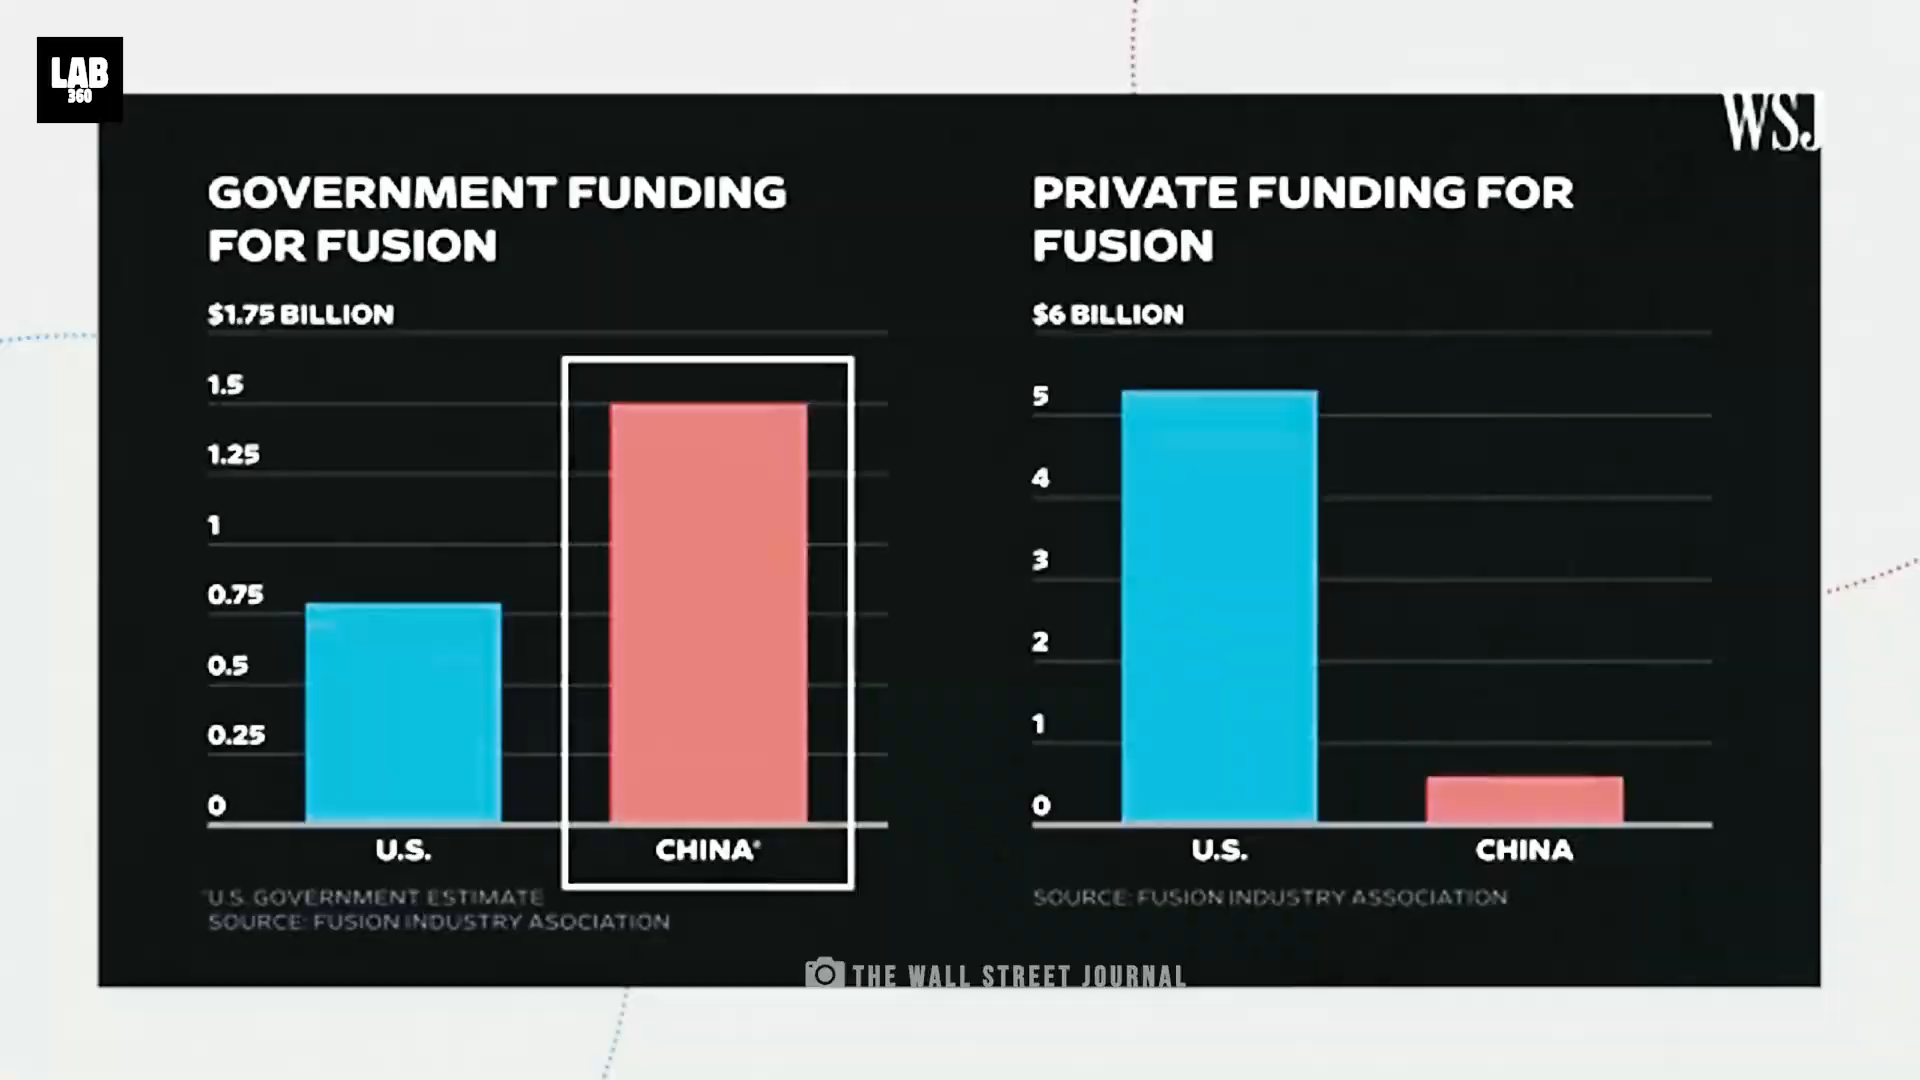 LAB
360
WSJ
GOVERNMENT FUNDING
FOR FUSION
$1.75 BILLION
1.5
1.25
1
0.75
0.5
0.25
0
U.S.
CHINA*
*U.S. GOVERNMENT ESTIMATE
SOURCE: FUSION INDUSTRY ASOCIATION
PRIVATE FUNDING FOR
FUSION
$6 BILLION
5
4
3
2
1
0
U.S.
CHINA
SOURCE: FUSION INDUSTRY ASSOCIATION
THE WALL STREET JOURNAL